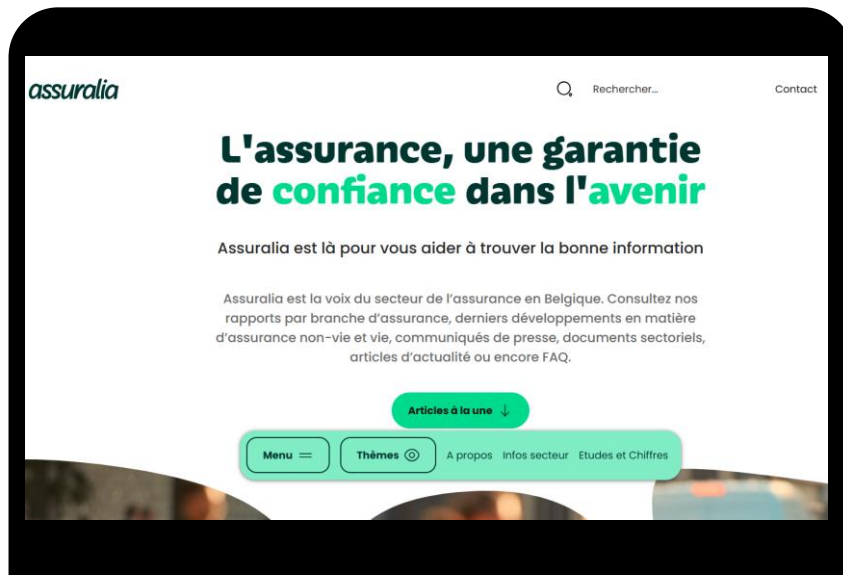 assuralia
Rechercher...
Contact
L'assurance, une garantie
de confiance dans l'avenir
Assuralia est là pour vous aider à trouver la bonne information
Assuralia est la voix du secteur de l'assurance en Belgique. Consultez nos
rapports par branche d'assurance, derniers développements en matière
d'assurance non-vie et vie, communiqués de presse, documents sectoriels,
articles d'actualité ou encore FAQ.
Articles à la une
Menu
Thèmes
A propos
Infos secteur
Etudes et Chiffres